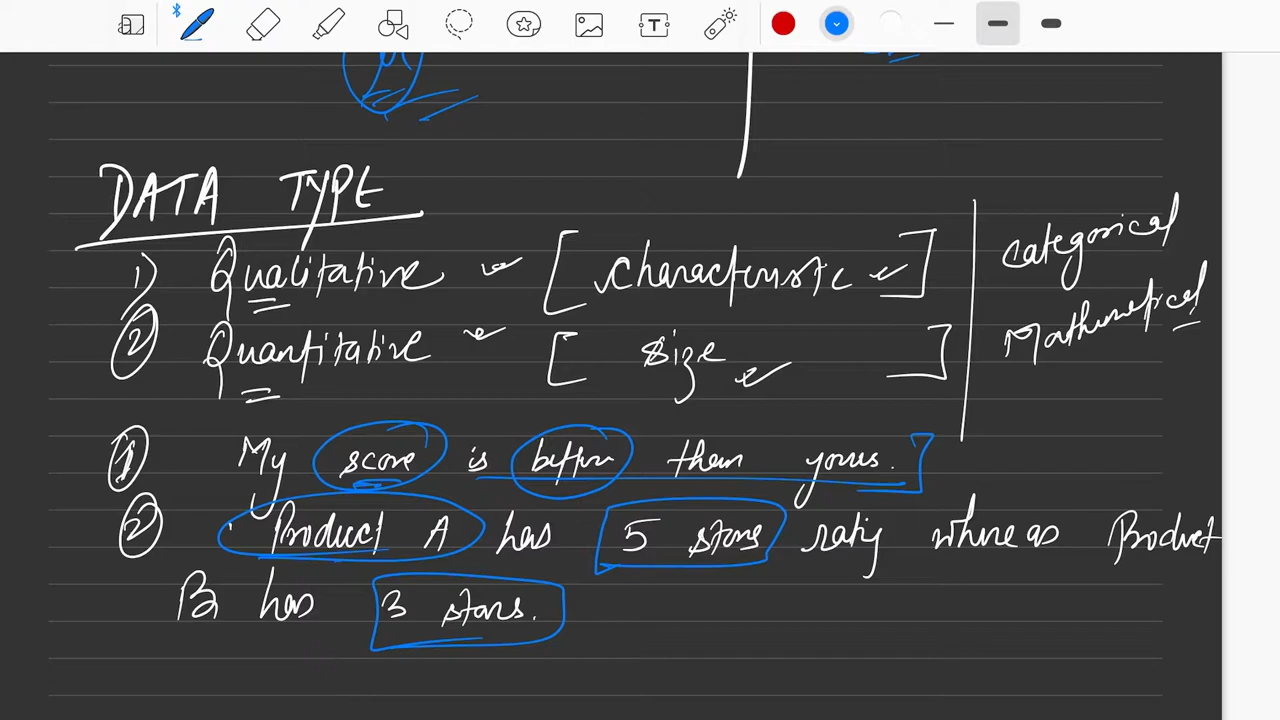 DATA TYPE
1) Qualitative [ characteristic ] categorical
2 Quantitative [ size ] Mathematical
1 My score is better than yours.
2 Product A has 5 stars rating whereas Product
B has 3 stars.